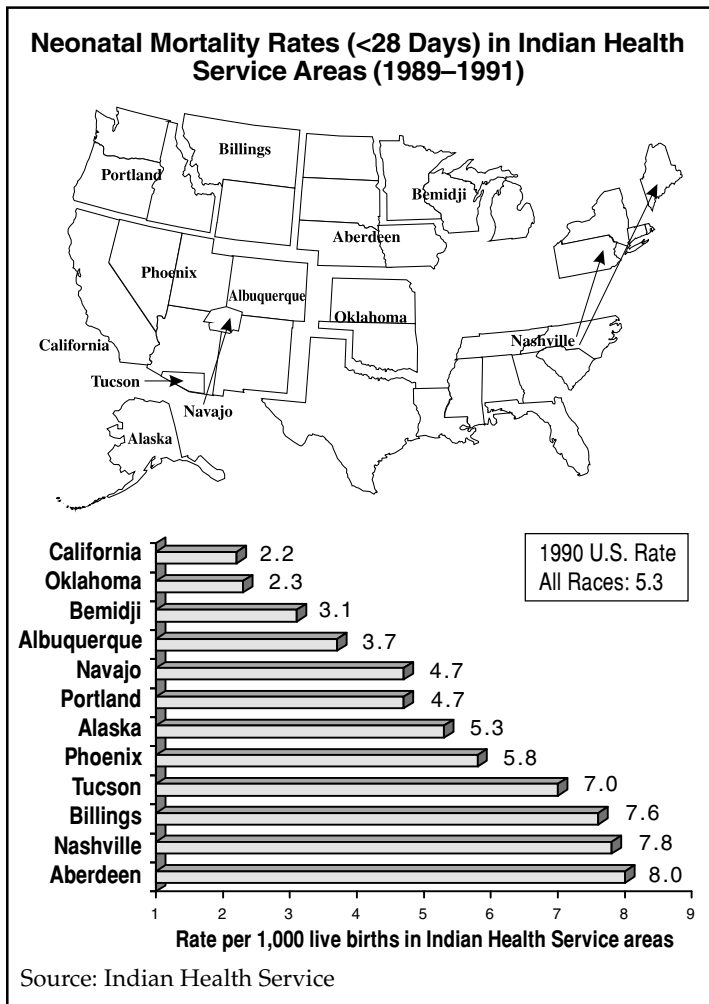 Neonatal Mortality Rates (<28 Days) in Indian Health
Service Areas (1989–1991)
Billings
Portland
Bemidji
Aberdeen
Phoenix
Albuquerque
Oklahoma
California
Nashville
Tucson
Navajo
Alaska
1990 U.S. Rate
All Races: 5.3
California 2.2
Oklahoma 2.3
Bemidji 3.1
Albuquerque 3.7
Navajo 4.7
Portland 4.7
Alaska 5.3
Phoenix 5.8
Tucson 7.0
Billings 7.6
Nashville 7.8
Aberdeen 8.0
1 2 3 4 5 6 7 8 9
Rate per 1,000 live births in Indian Health Service areas
Source: Indian Health Service